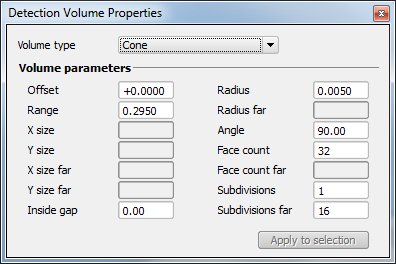 Detection Volume Properties
Volume type Cone
Volume parameters
Offset +0.0000 Radius 0.0050
Range 0.2950 Radius far
X size Angle 90.00
Y size Face count 32
X size far Face count far
Y size far Subdivisions 1
Inside gap 0.00 Subdivisions far 16
Apply to selection